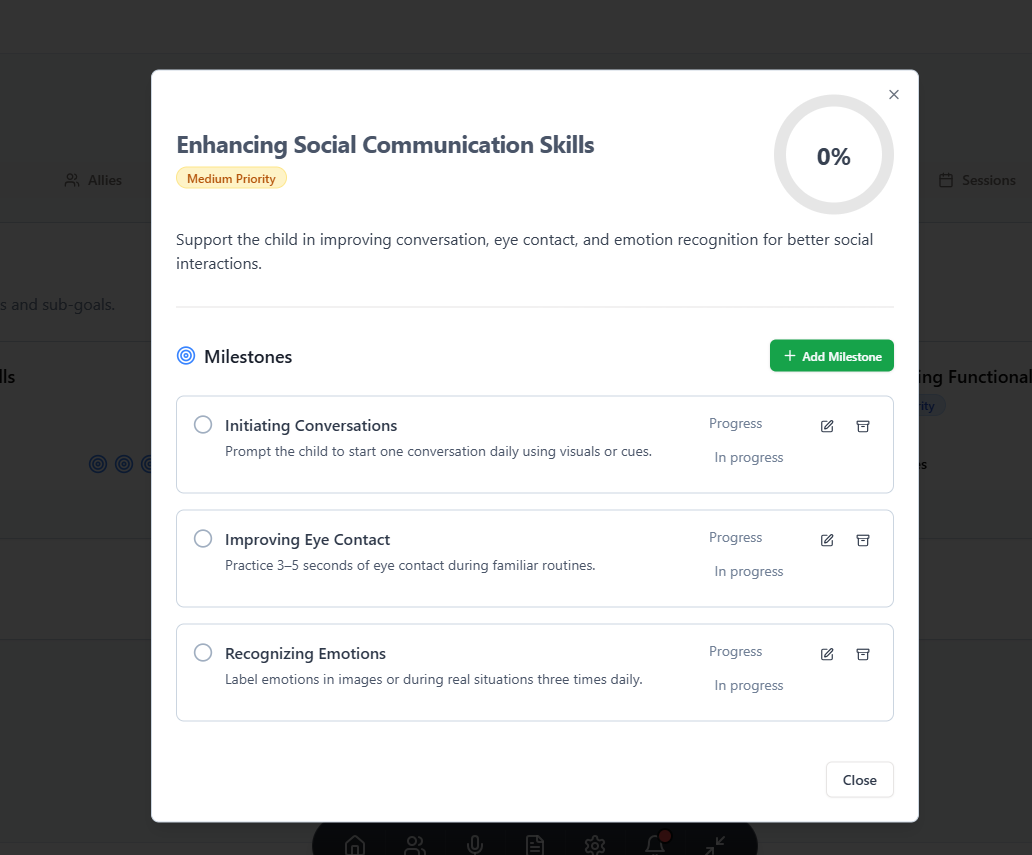 Allies
Sessions
s and sub-goals.
lls
ing Functional
ity
es
Enhancing Social Communication Skills
Medium Priority
0%
Support the child in improving conversation, eye contact, and emotion recognition for better social
interactions.
Milestones
Add Milestone
Initiating Conversations
Progress
Prompt the child to start one conversation daily using visuals or cues.
In progress
Improving Eye Contact
Progress
Practice 3–5 seconds of eye contact during familiar routines.
In progress
Recognizing Emotions
Progress
Label emotions in images or during real situations three times daily.
In progress
Close